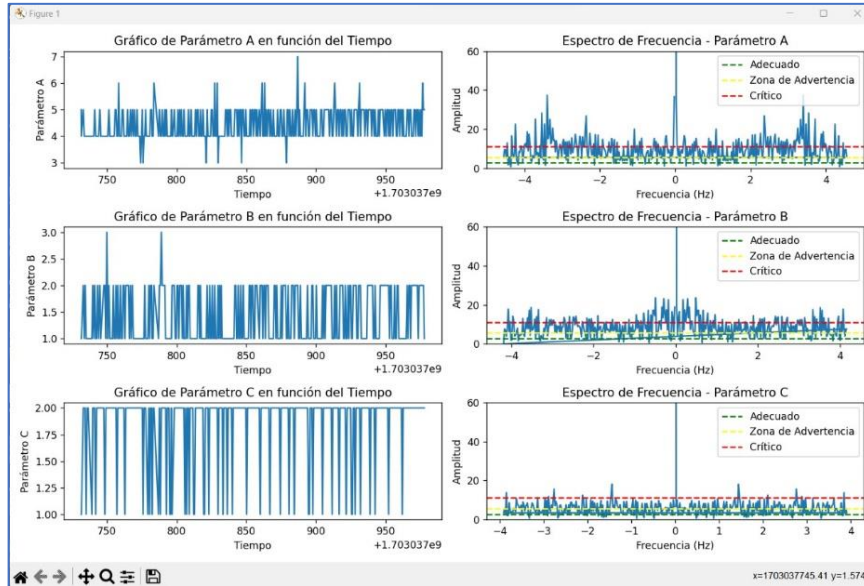 Figure 1
Gráfico de Parámetro A en función del Tiempo
Parámetro A
7
6
5
4
3
750 800 850 900 950
Tiempo
+1.703037e9
Espectro de Frecuencia - Parámetro A
Amplitud
60
40
20
0
Adecuado
Zona de Advertencia
Crítico
−4 −2 0 2 4
Frecuencia (Hz)
Gráfico de Parámetro B en función del Tiempo
Parámetro B
3.0
2.5
2.0
1.5
1.0
750 800 850 900 950
Tiempo
+1.703037e9
Espectro de Frecuencia - Parámetro B
Amplitud
60
40
20
0
Adecuado
Zona de Advertencia
Crítico
−4 −2 0 2 4
Frecuencia (Hz)
Gráfico de Parámetro C en función del Tiempo
Parámetro C
2.00
1.75
1.50
1.25
1.00
750 800 850 900 950
Tiempo
+1.703037e9
Espectro de Frecuencia - Parámetro C
Amplitud
60
40
20
0
Adecuado
Zona de Advertencia
Crítico
−4 −3 −2 −1 0 1 2 3 4
Frecuencia (Hz)
x=1703037745.41 y=1.574